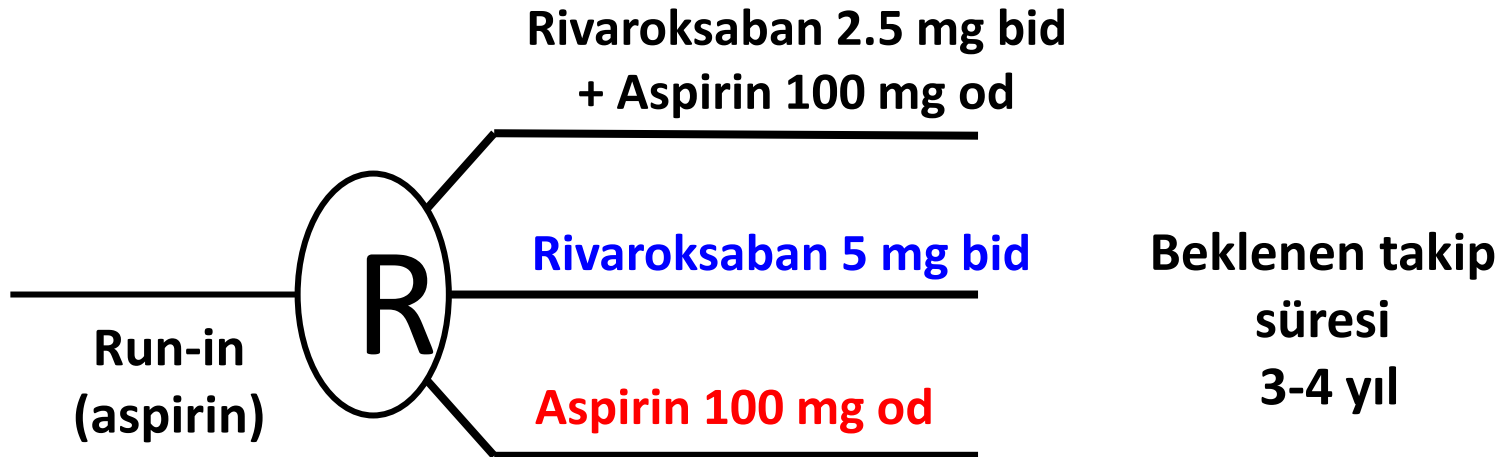 Rivaroksaban 2.5 mg bid
+ Aspirin 100 mg od
R
Rivaroksaban 5 mg bid
Beklenen takip
süresi
3-4 yıl
Run-in
(aspirin)
Aspirin 100 mg od